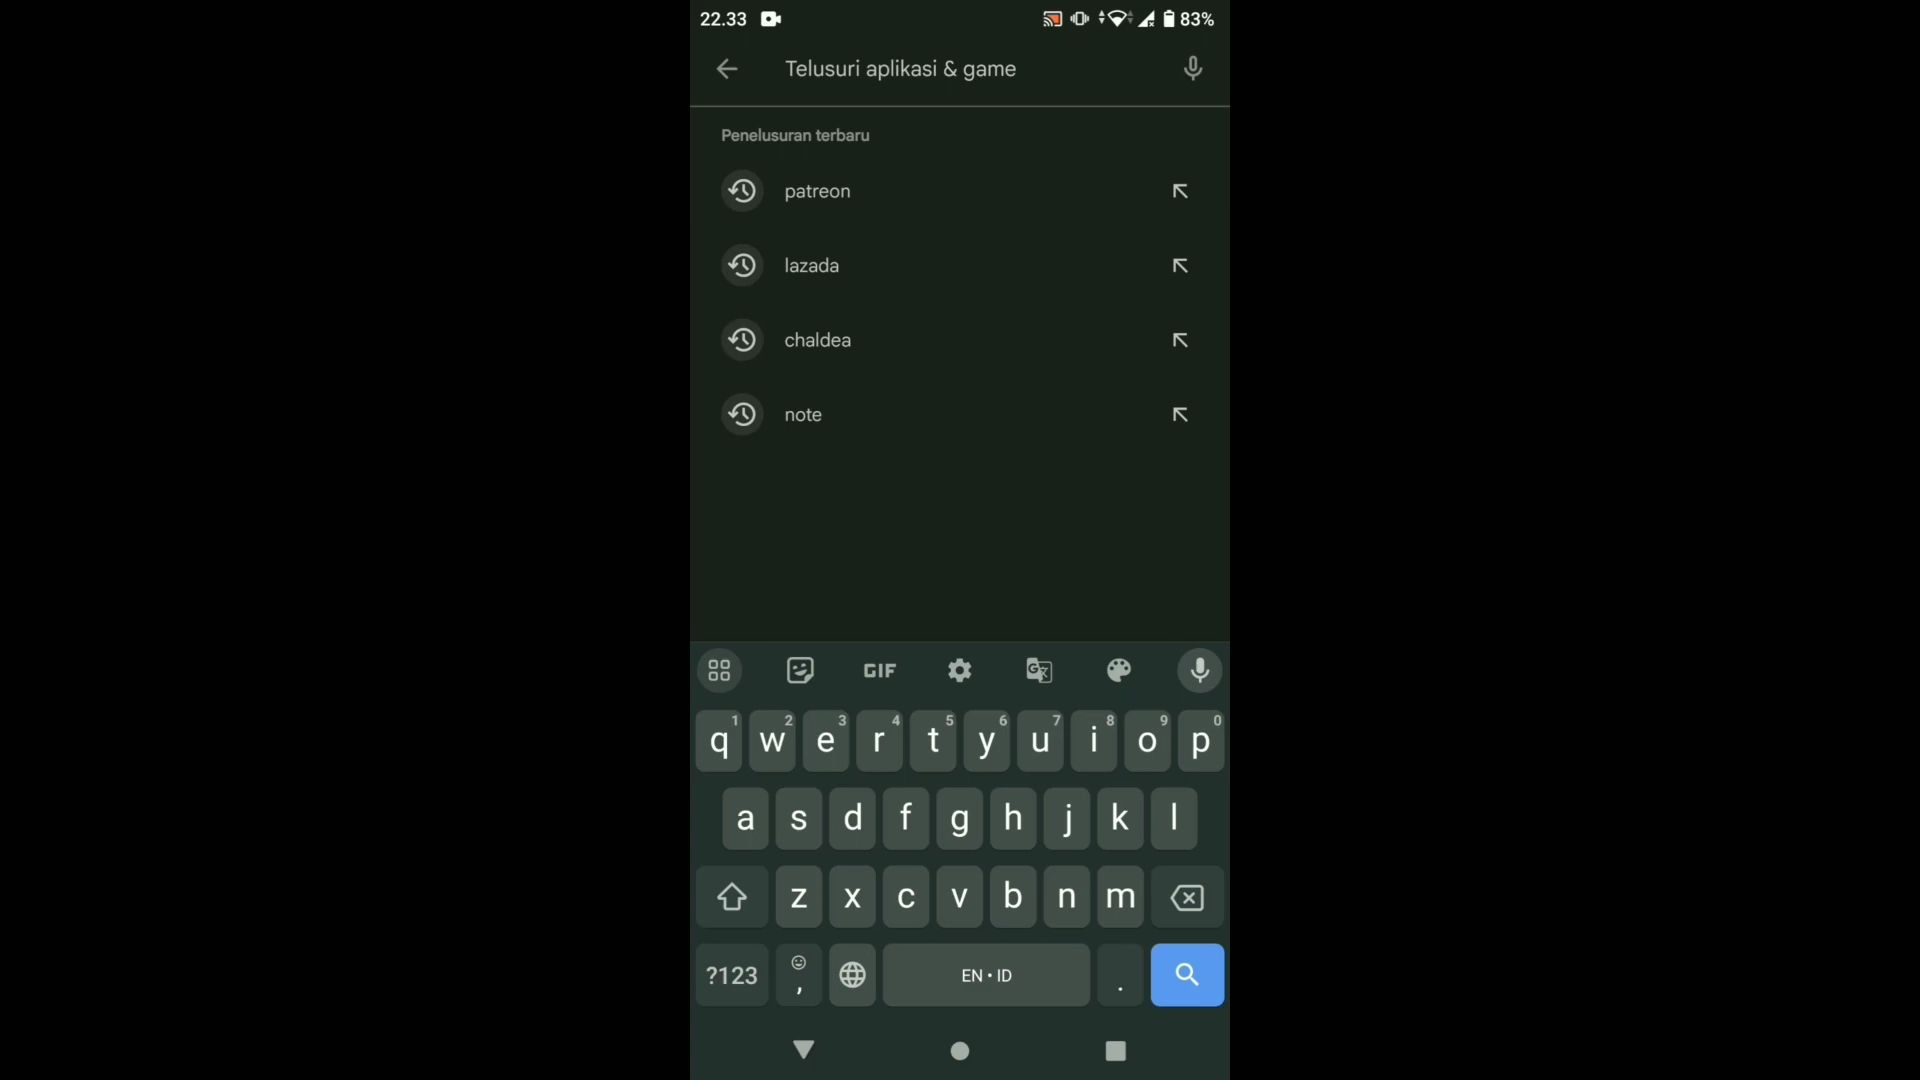 22.33 83%
Telusuri aplikasi & game
Penelusuran terbaru
patreon
lazada
chaldea
note
GIF
1 2 3 4 5 6 7 8 9 0
q w e r t y u i o p
a s d f g h j k l
z x c v b n m
?123 , EN • ID .